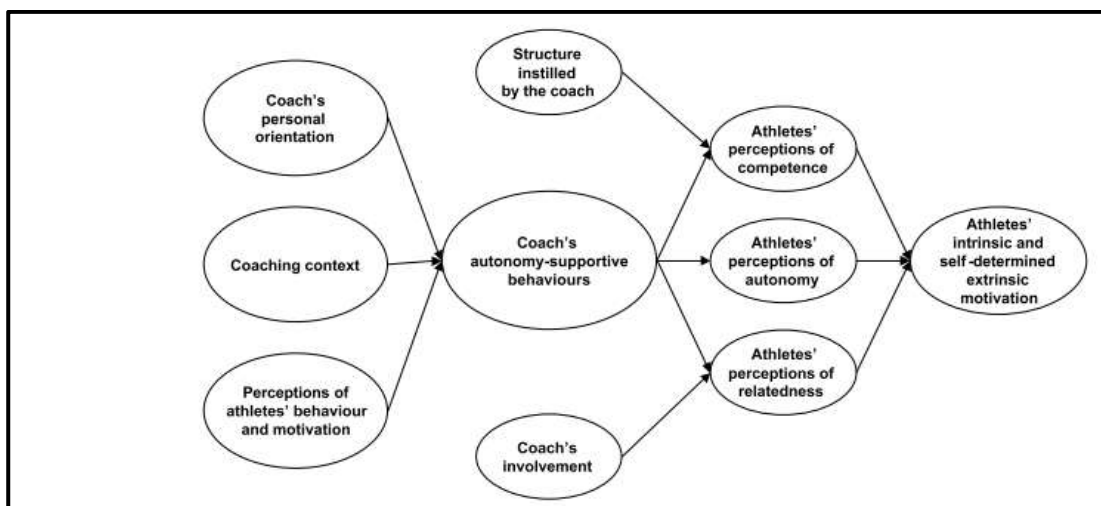 Coach's
personal
orientation
Coaching context
Perceptions of
athletes' behaviour
and motivation
Structure
instilled
by the coach
Coach's
autonomy-supportive
behaviours
Coach's
involvement
Athletes'
perceptions of
competence
Athletes'
perceptions of
autonomy
Athletes'
perceptions of
relatedness
Athletes'
intrinsic and
self-determined
extrinsic
motivation